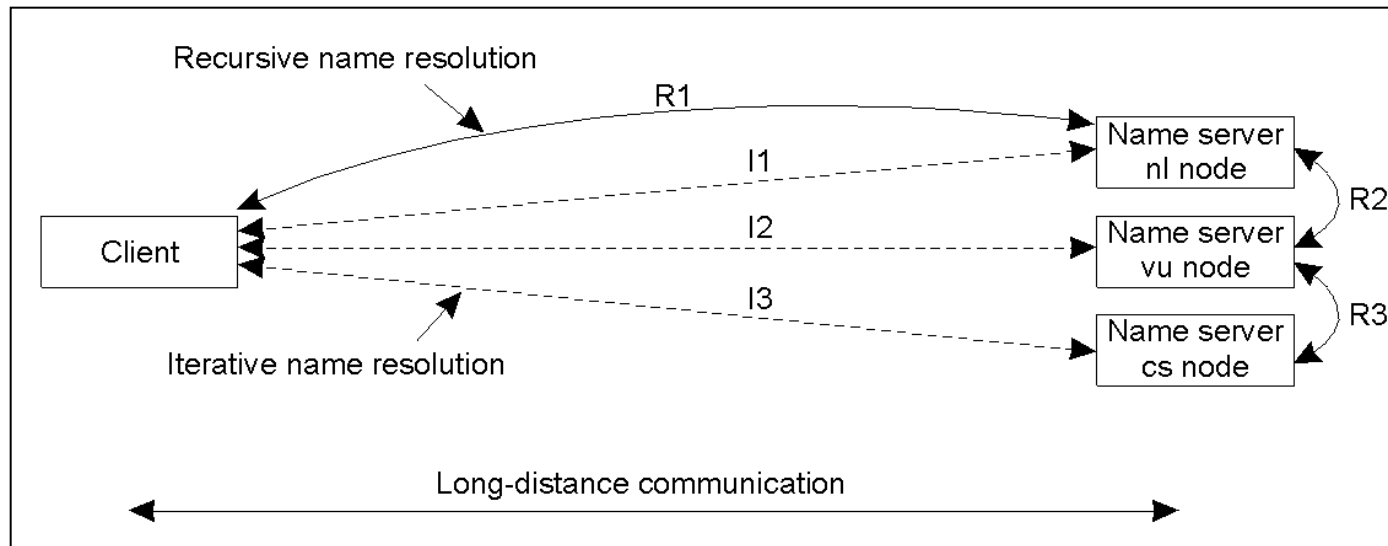 Recursive name resolution
R1
Name server
nl node
I1
R2
Client
I2
Name server
vu node
I3
R3
Name server
cs node
Iterative name resolution
Long-distance communication